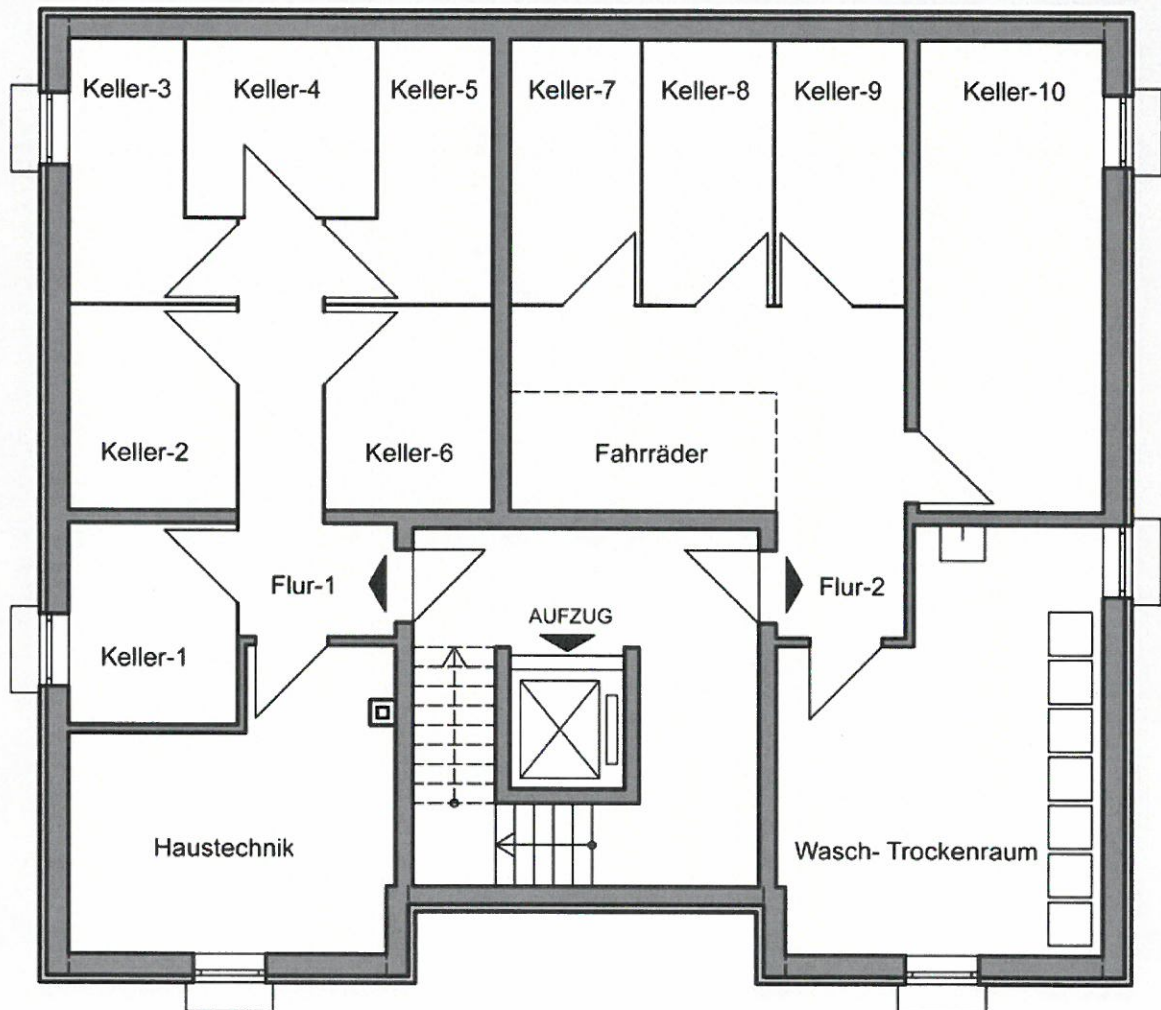 Keller-3
Keller-4
Keller-5
Keller-7
Keller-8
Keller-9
Keller-10
Keller-2
Keller-6
Fahrräder
Flur-1
Flur-2
AUFZUG
Keller-1
Haustechnik
Wasch- Trockenraum